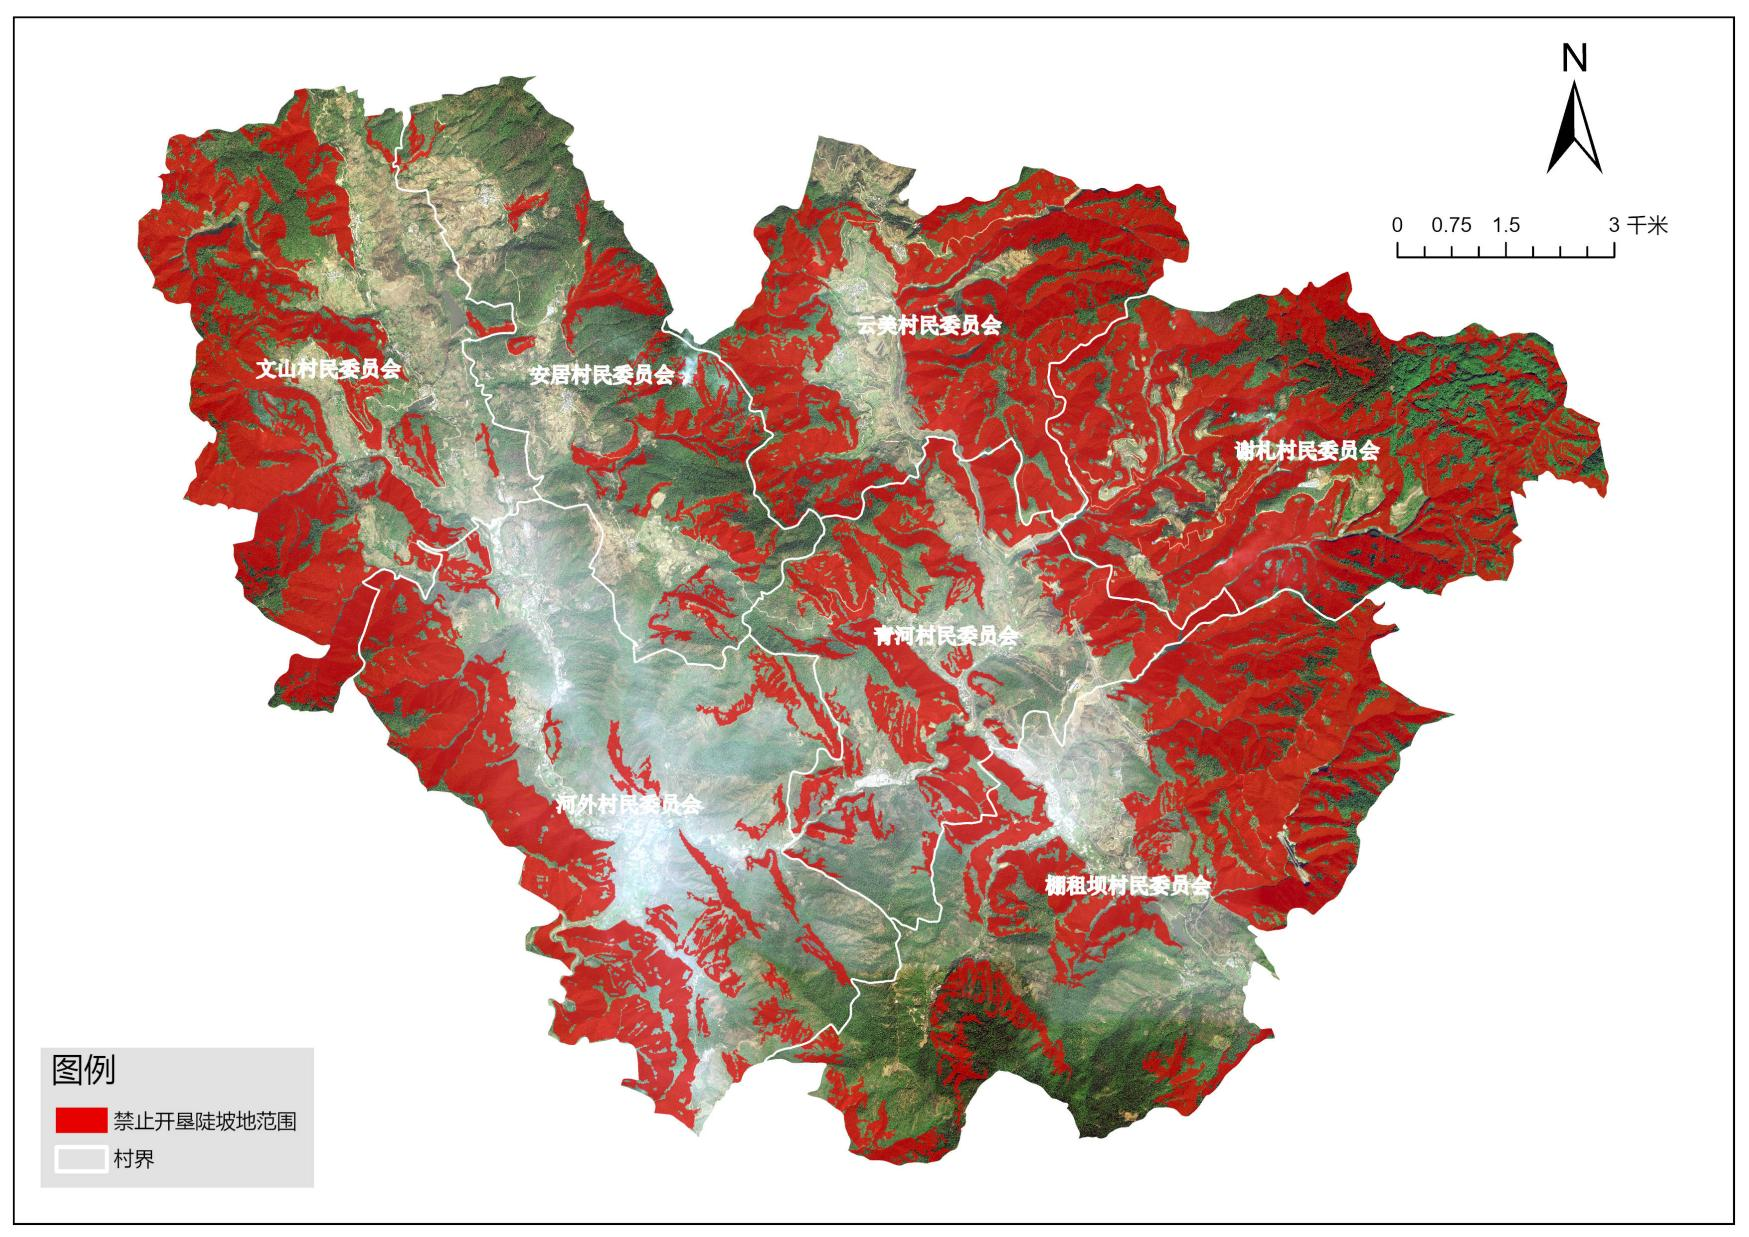 N
0 0.75 1.5 3 千米
云美村民委员会
文山村民委员会
安居村民委员会
谢札村民委员会
青河村民委员会
河外村民委员会
棚租坝村民委员会
图例
禁止开垦陡坡地范围
村界